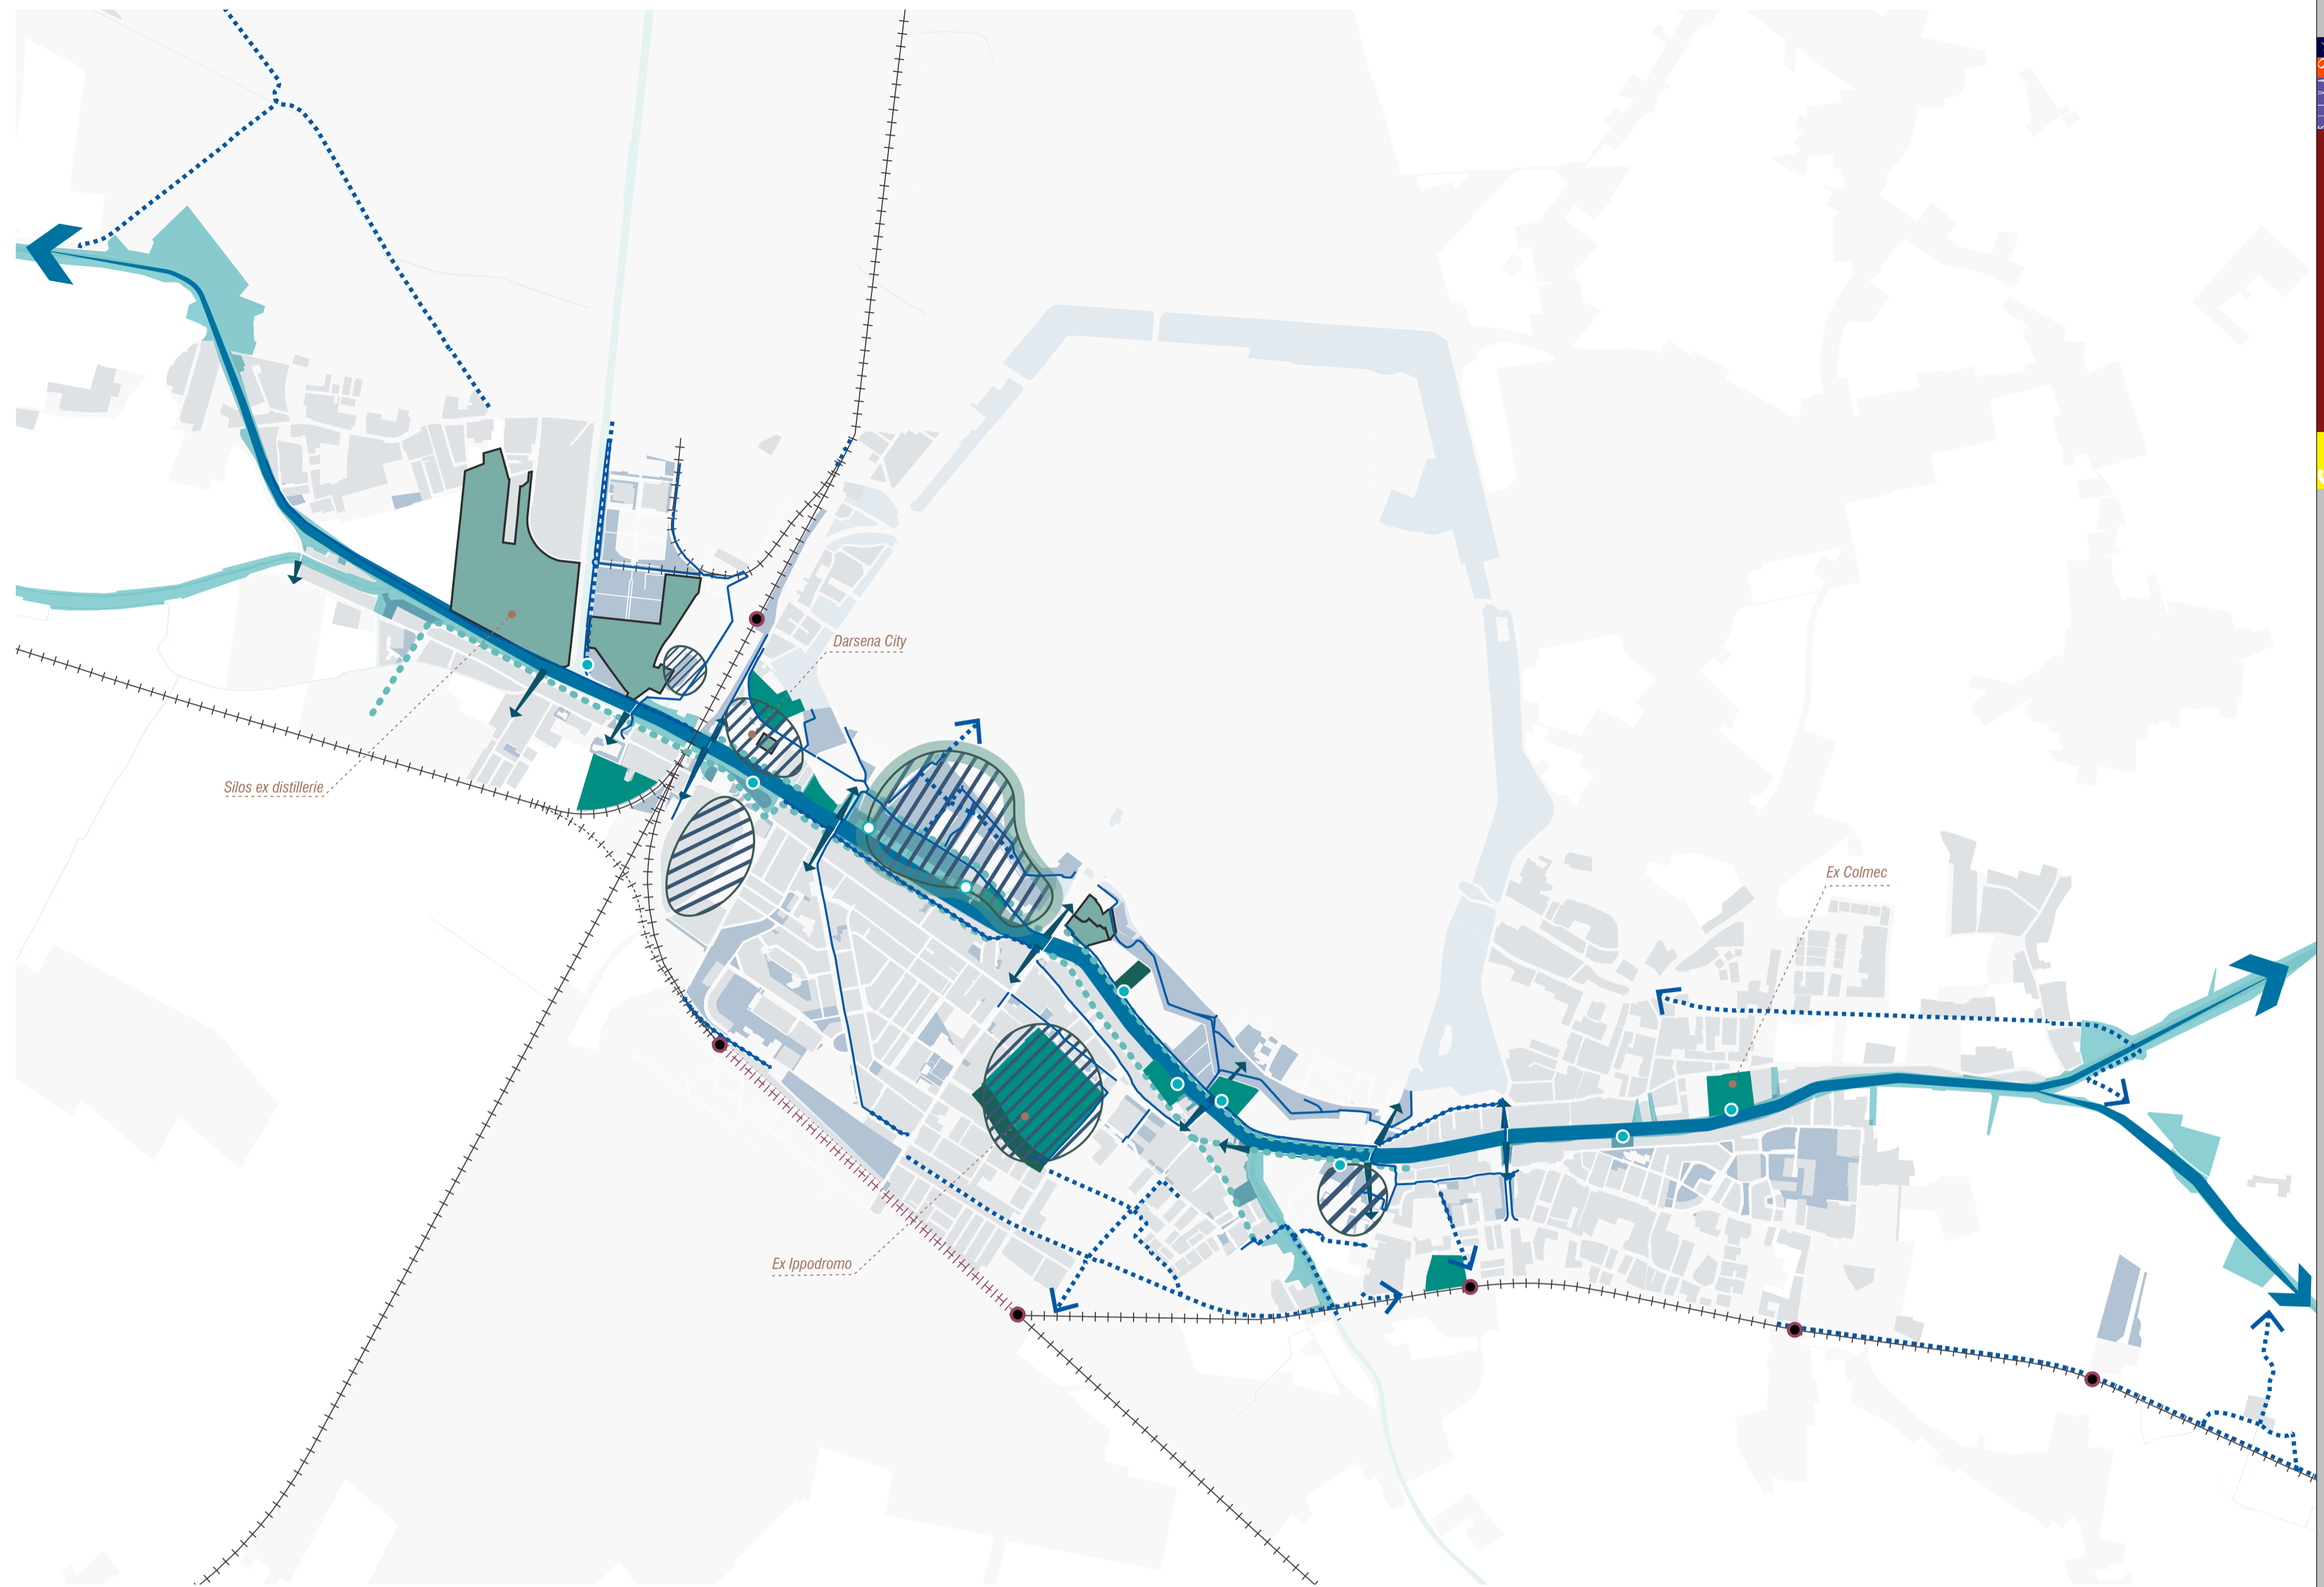 Darsena City
Silos ex distillerie
Ex Colmec
Ex Ippodromo